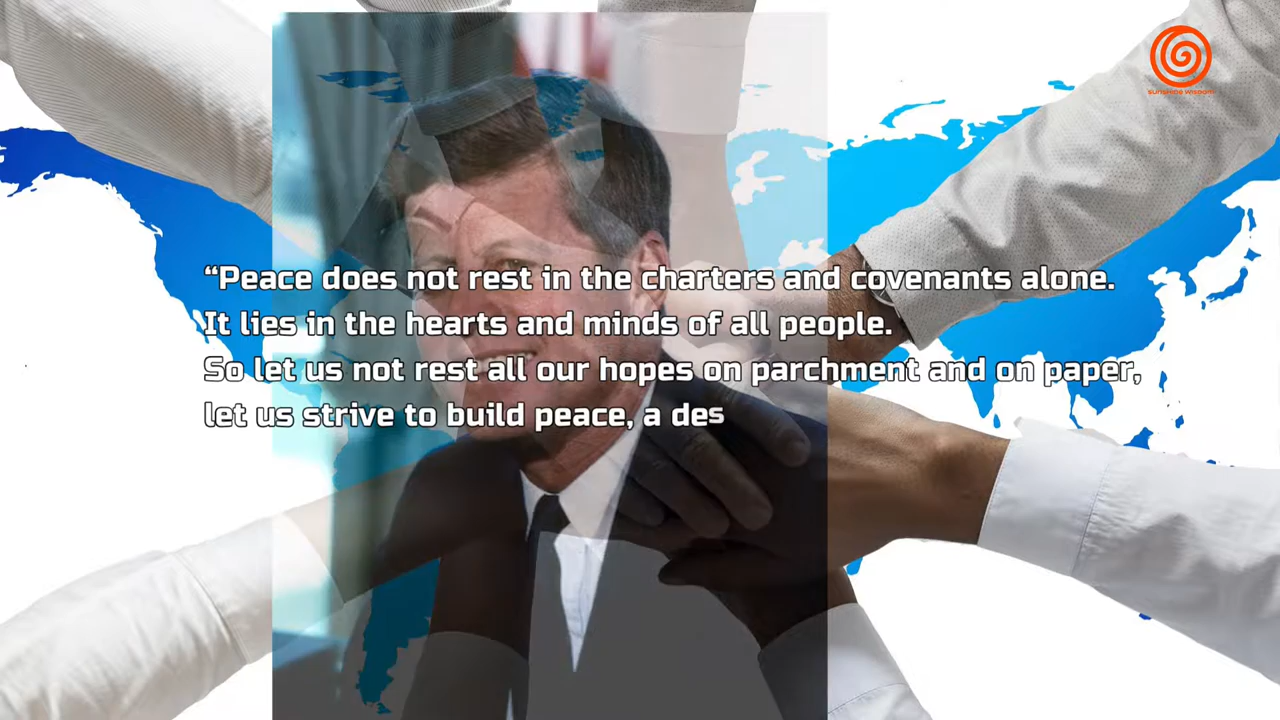 “Peace does not rest in the charters and covenants alone.
It lies in the hearts and minds of all people.
So let us not rest all our hopes on parchment and on paper,
let us strive to build peace, a des
sunshine wisdom